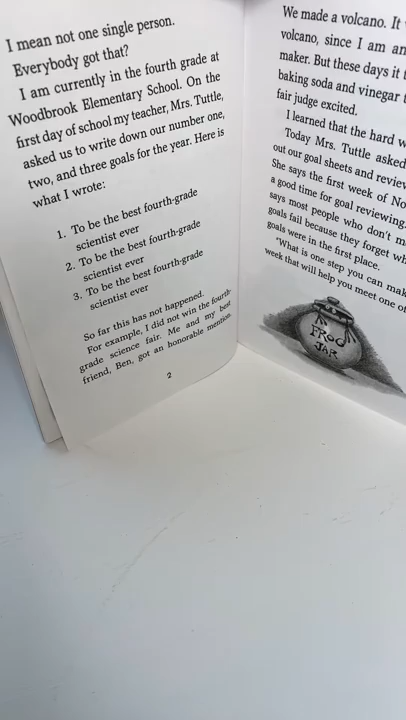 I mean not one single person.
Everybody got that?
I am currently in the fourth grade at
Woodbrook Elementary School. On the
first day of school my teacher, Mrs. Tuttle,
asked us to write down our number one,
two, and three goals for the year. Here is
what I wrote:
1. To be the best fourth-grade
scientist ever
2. To be the best fourth-grade
scientist ever
3. To be the best fourth-grade
scientist ever
So far this has not happened.
For example, I did not win the fourth-
grade science fair. Me and my best
friend, Ben, got an honorable mention.
2
We made a volcano. It
volcano, since I am an
maker. But these days it
baking soda and vinegar
fair judge excited.
I learned that the hard
Today Mrs. Tuttle asked
out our goal sheets and
She says the first week of
a good time for goal reviewing.
says most people who don't
goals fail because they forget
goals were in the first place.
"What is one step you can
week that will help you meet one
FROG
JAR